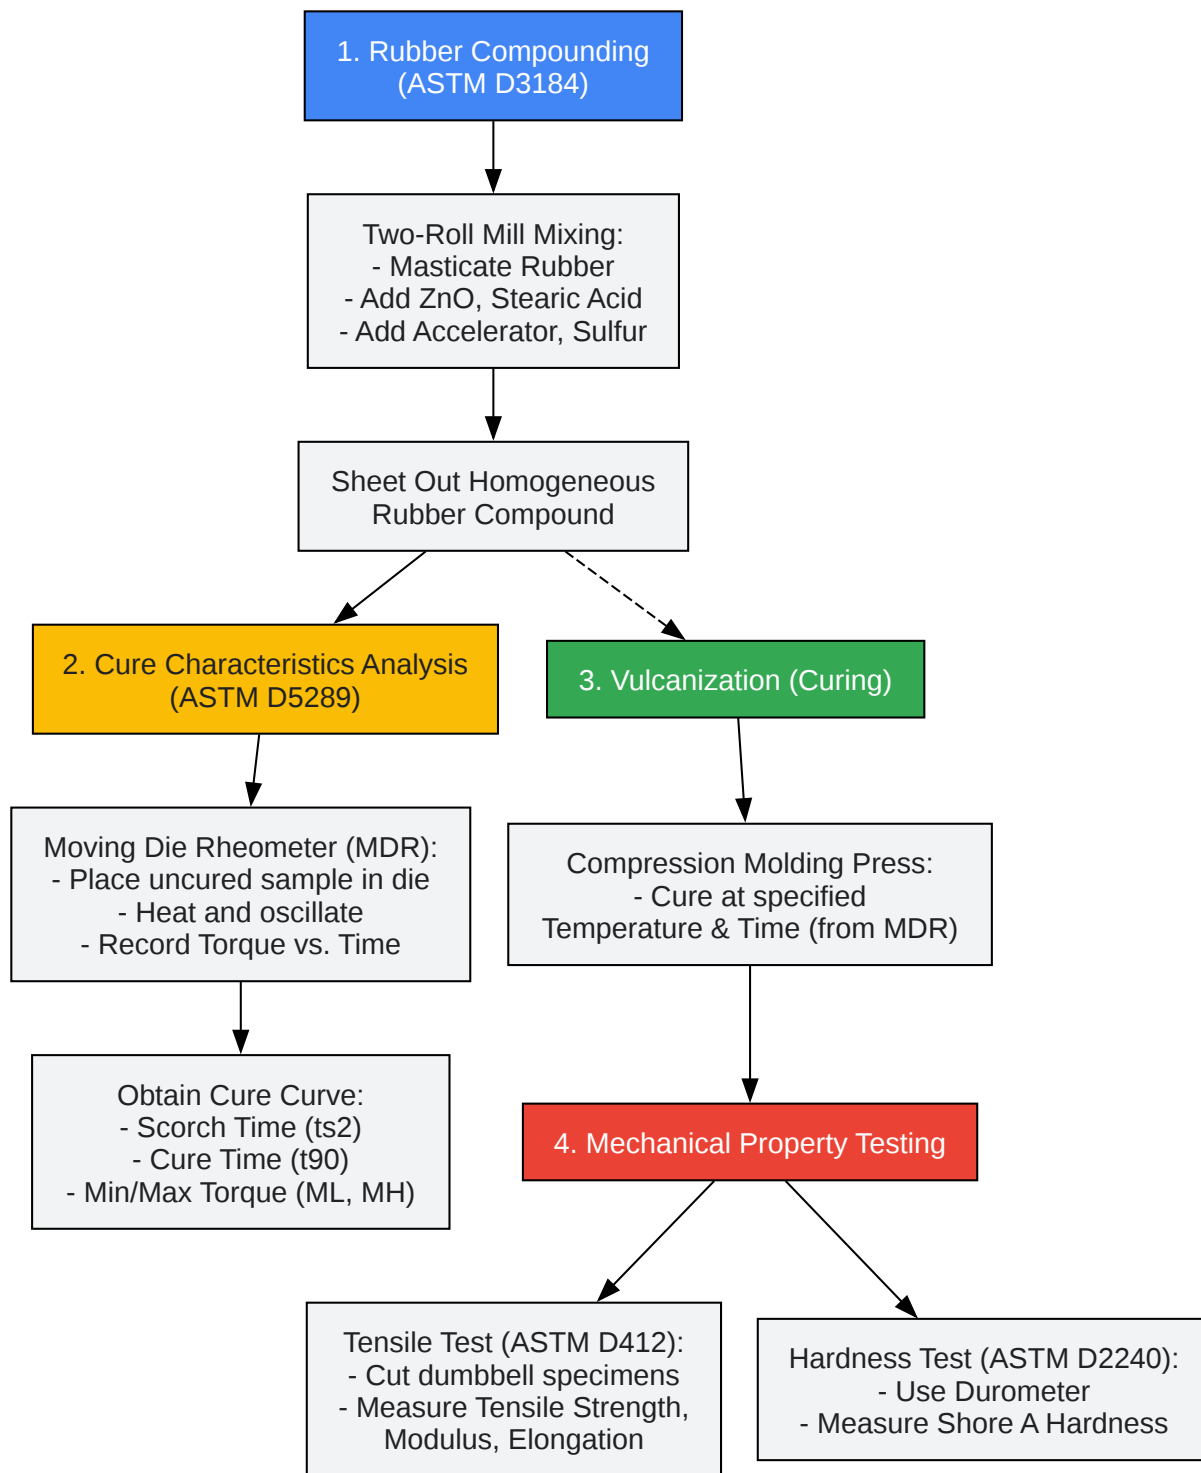 1. Rubber Compounding
(ASTM D3184)
Two-Roll Mill Mixing:
- Masticate Rubber
- Add ZnO, Stearic Acid
- Add Accelerator, Sulfur
Sheet Out Homogeneous
Rubber Compound
2. Cure Characteristics Analysis
(ASTM D5289)
3. Vulcanization (Curing)
Moving Die Rheometer (MDR):
- Place uncured sample in die
- Heat and oscillate
- Record Torque vs. Time
Compression Molding Press:
- Cure at specified
Temperature & Time (from MDR)
Obtain Cure Curve:
- Scorch Time (ts2)
- Cure Time (t90)
- Min/Max Torque (ML, MH)
4. Mechanical Property Testing
Tensile Test (ASTM D412):
- Cut dumbbell specimens
- Measure Tensile Strength,
Modulus, Elongation
Hardness Test (ASTM D2240):
- Use Durometer
- Measure Shore A Hardness